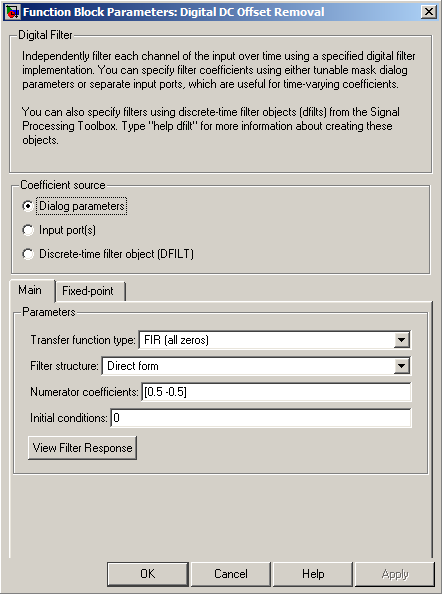 Function Block Parameters: Digital DC Offset Removal
Digital Filter
Independently filter each channel of the input over time using a specified digital filter
implementation. You can specify filter coefficients using either tunable mask dialog
parameters or separate input ports, which are useful for time-varying coefficients.
You can also specify filters using discrete-time filter objects (dfilts) from the Signal
Processing Toolbox. Type "help dfilt" for more information about creating these
objects.
Coefficient source
Dialog parameters
Input port(s)
Discrete-time filter object (DFILT)
Main Fixed-point
Parameters
Transfer function type: FIR (all zeros)
Filter structure: Direct form
Numerator coefficients: [0.5 -0.5]
Initial conditions: 0
View Filter Response
OK Cancel Help Apply